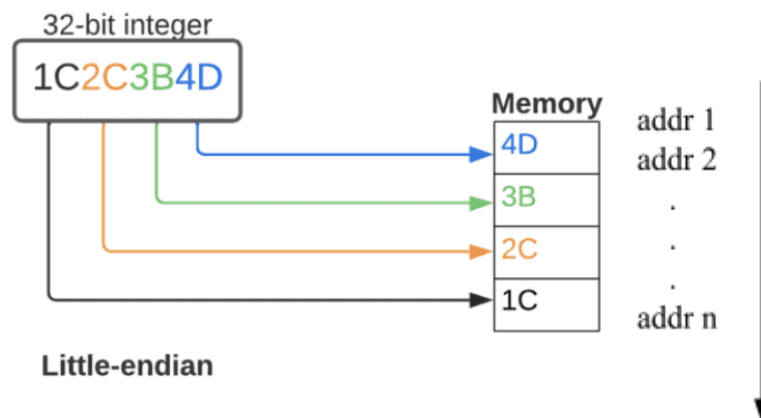 32-bit integer
1C2C3B4D
Memory
4D
3B
2C
1C
addr 1
addr 2
.
.
.
addr n
Little-endian